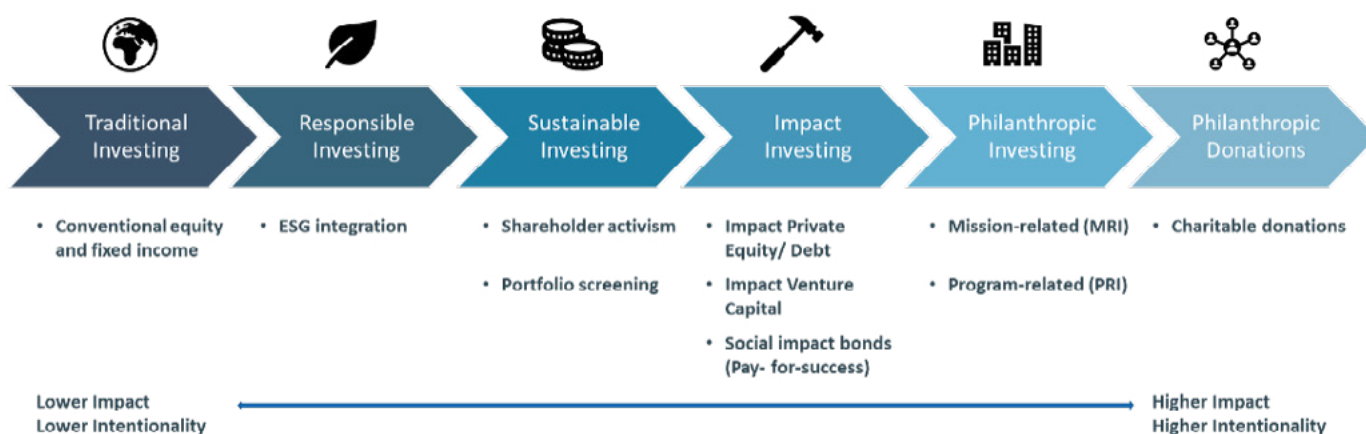 Traditional
Investing
Responsible
Investing
Sustainable
Investing
Impact
Investing
Philanthropic
Investing
Philanthropic
Donations
• Conventional equity
and fixed income
• ESG integration
• Shareholder activism
• Portfolio screening
• Impact Private
Equity/ Debt
• Impact Venture
Capital
• Social impact bonds
(Pay- for-success)
• Mission-related (MRI)
• Program-related (PRI)
• Charitable donations
Lower Impact
Lower Intentionality
Higher Impact
Higher Intentionality